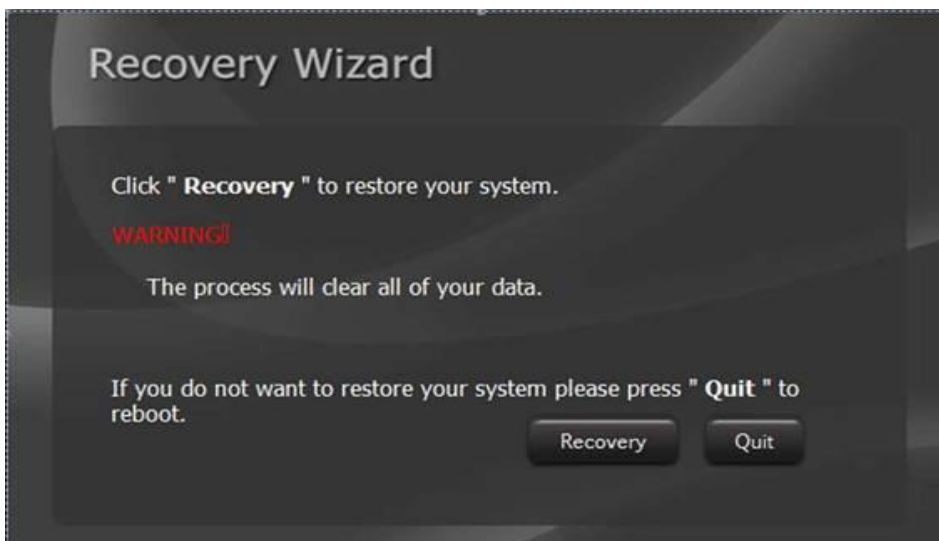 Recovery Wizard
Click " Recovery " to restore your system.
WARNING
The process will clear all of your data.
If you do not want to restore your system please press " Quit " to
reboot.
Recovery Quit